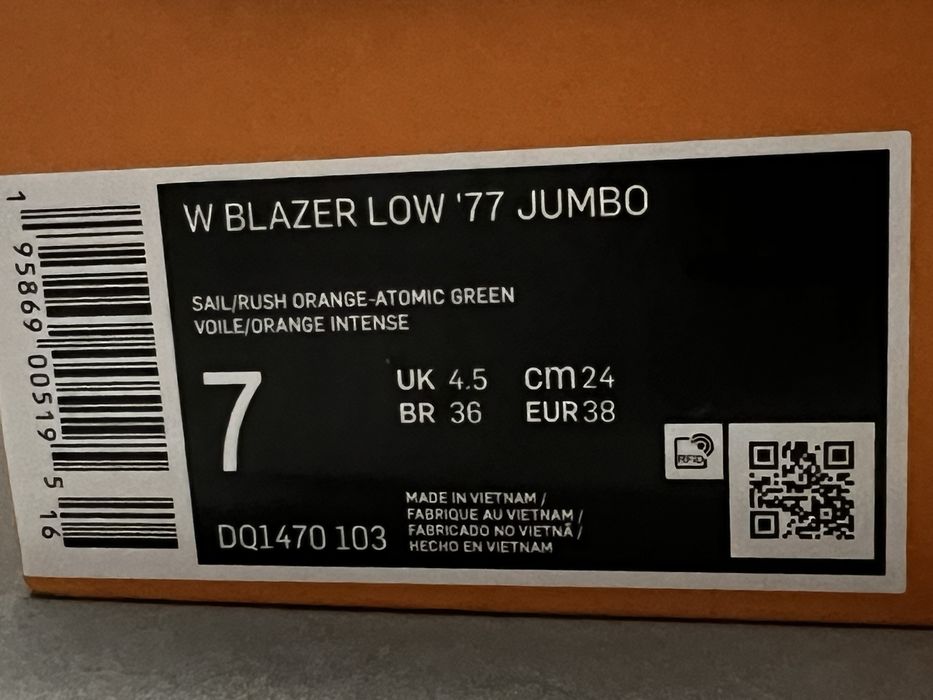 W BLAZER LOW '77 JUMBO
SAIL/RUSH ORANGE-ATOMIC GREEN
VOILE/ORANGE INTENSE
7
UK 4.5 cm 24
BR 36 EUR 38
RFID
MADE IN VIETNAM /
FABRIQUE AU VIETNAM /
FABRICADO NO VIETNÃ /
HECHO EN VIETNAM
DQ1470 103
1 95869 00519 5 16